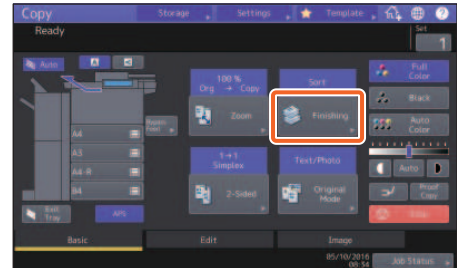 Copy
Storage
Settings
Template
Ready
Set
1
Auto
A
100 %
Org → Copy
Sort
Full
Color
Zoom
Finishing
Black
Bypass
Feed
A4
A3
A4-R
B4
Auto
Color
1→1
Simplex
Text/Photo
Auto
2-Sided
Original
Mode
Proof
Copy
Exit
Tray
APS
Basic
Edit
Image
05/10/2016
08:34
Job Status